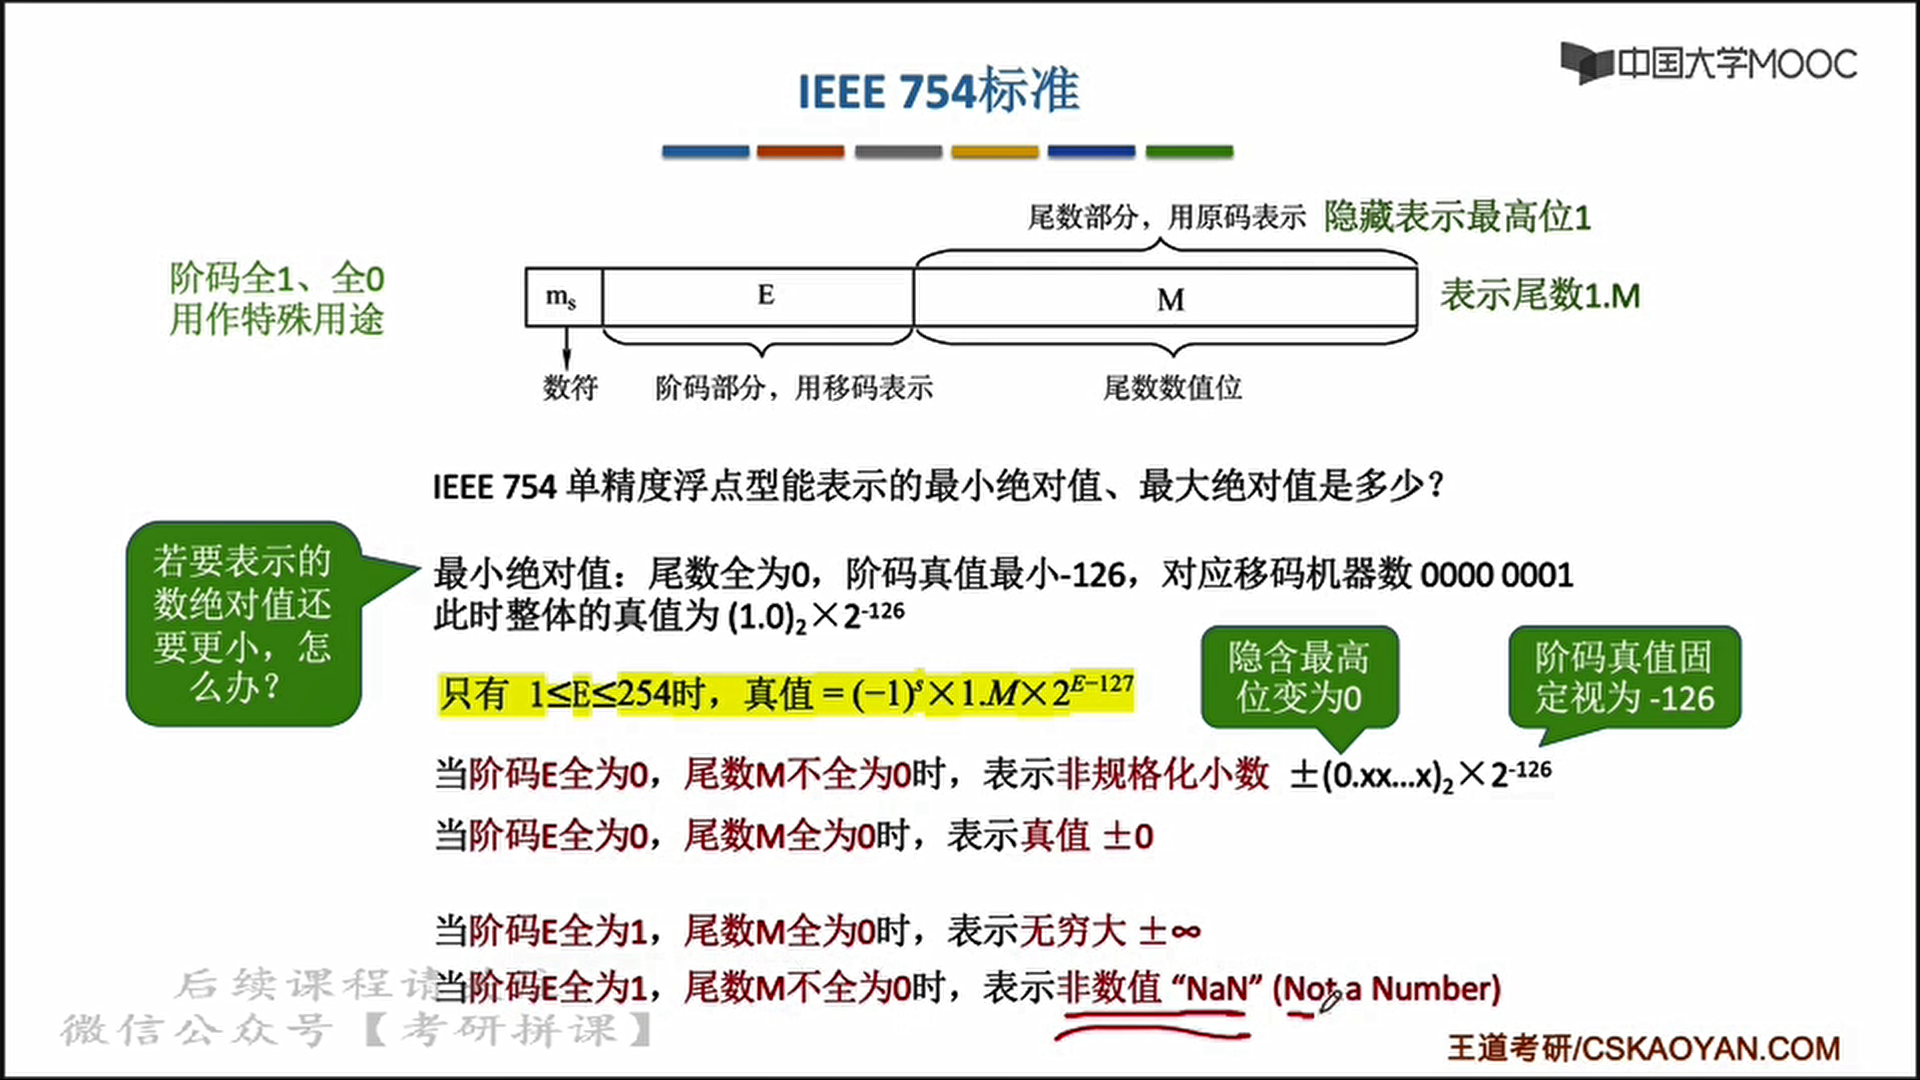 中国大学MOOC
IEEE 754标准
尾数部分，用原码表示 隐藏表示最高位1
阶码全1、全0
用作特殊用途
mₛ E M
表示尾数1.M
数符 阶码部分，用移码表示 尾数数值位
IEEE 754 单精度浮点型能表示的最小绝对值、最大绝对值是多少？
若要表示的
数绝对值还
要更小，怎
么办？
最小绝对值：尾数全为0，阶码真值最小-126，对应移码机器数 0000 0001
此时整体的真值为 (1.0)₂×2⁻¹²⁶
隐含最高
位变为0
阶码真值固
定视为 -126
只有 1≤E≤254时，真值 = (−1)ˢ×1.M×2ᴱ⁻¹²⁷
当阶码E全为0，尾数M不全为0时，表示非规格化小数 ±(0.xx...x)₂×2⁻¹²⁶
当阶码E全为0，尾数M全为0时，表示真值 ±0
当阶码E全为1，尾数M全为0时，表示无穷大 ±∞
当阶码E全为1，尾数M不全为0时，表示非数值 “NaN” (Not a Number)
后续课程请
微信公众号【考研拼课】
王道考研/CSKAOYAN.COM